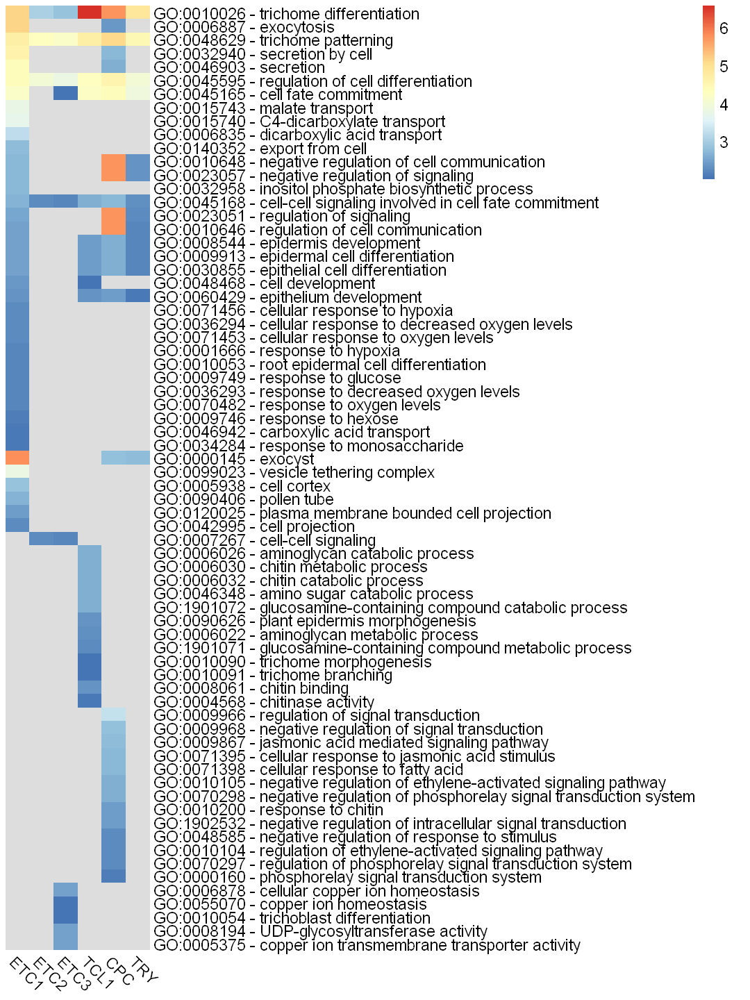 GO:0010026 - trichome differentiation
GO:0006887 - exocytosis
GO:0048629 - trichome patterning
GO:0032940 - secretion by cell
GO:0046903 - secretion
GO:0045595 - regulation of cell differentiation
GO:0045165 - cell fate commitment
GO:0015743 - malate transport
GO:0015740 - C4-dicarboxylate transport
GO:0006835 - dicarboxylic acid transport
GO:0140352 - export from cell
GO:0010648 - negative regulation of cell communication
GO:0023057 - negative regulation of signaling
GO:0032958 - inositol phosphate biosynthetic process
GO:0045168 - cell-cell signaling involved in cell fate commitment
GO:0023051 - regulation of signaling
GO:0010646 - regulation of cell communication
GO:0008544 - epidermis development
GO:0009913 - epidermal cell differentiation
GO:0030855 - epithelial cell differentiation
GO:0048468 - cell development
GO:0060429 - epithelium development
GO:0071456 - cellular response to hypoxia
GO:0036294 - cellular response to decreased oxygen levels
GO:0071453 - cellular response to oxygen levels
GO:0001666 - response to hypoxia
GO:0010053 - root epidermal cell differentiation
GO:0009749 - response to glucose
GO:0036293 - response to decreased oxygen levels
GO:0070482 - response to oxygen levels
GO:0009746 - response to hexose
GO:0046942 - carboxylic acid transport
GO:0034284 - response to monosaccharide
GO:0000145 - exocyst
GO:0099023 - vesicle tethering complex
GO:0005938 - cell cortex
GO:0090406 - pollen tube
GO:0120025 - plasma membrane bounded cell projection
GO:0042995 - cell projection
GO:0007267 - cell-cell signaling
GO:0006026 - aminoglycan catabolic process
GO:0006030 - chitin metabolic process
GO:0006032 - chitin catabolic process
GO:0046348 - amino sugar catabolic process
GO:1901072 - glucosamine-containing compound catabolic process
GO:0090626 - plant epidermis morphogenesis
GO:0006022 - aminoglycan metabolic process
GO:1901071 - glucosamine-containing compound metabolic process
GO:0010090 - trichome morphogenesis
GO:0010091 - trichome branching
GO:0008061 - chitin binding
GO:0004568 - chitinase activity
GO:0009966 - regulation of signal transduction
GO:0009968 - negative regulation of signal transduction
GO:0009867 - jasmonic acid mediated signaling pathway
GO:0071395 - cellular response to jasmonic acid stimulus
GO:0071398 - cellular response to fatty acid
GO:0010105 - negative regulation of ethylene-activated signaling pathway
GO:0070298 - negative regulation of phosphorelay signal transduction system
GO:0010200 - response to chitin
GO:1902532 - negative regulation of intracellular signal transduction
GO:0048585 - negative regulation of response to stimulus
GO:0010104 - regulation of ethylene-activated signaling pathway
GO:0070297 - regulation of phosphorelay signal transduction system
GO:0000160 - phosphorelay signal transduction system
GO:0006878 - cellular copper ion homeostasis
GO:0055070 - copper ion homeostasis
GO:0010054 - trichoblast differentiation
GO:0008194 - UDP-glycosyltransferase activity
GO:0005375 - copper ion transmembrane transporter activity
ETC1
ETC2
ETC3
TCL1
CPC
TRY
6
5
4
3